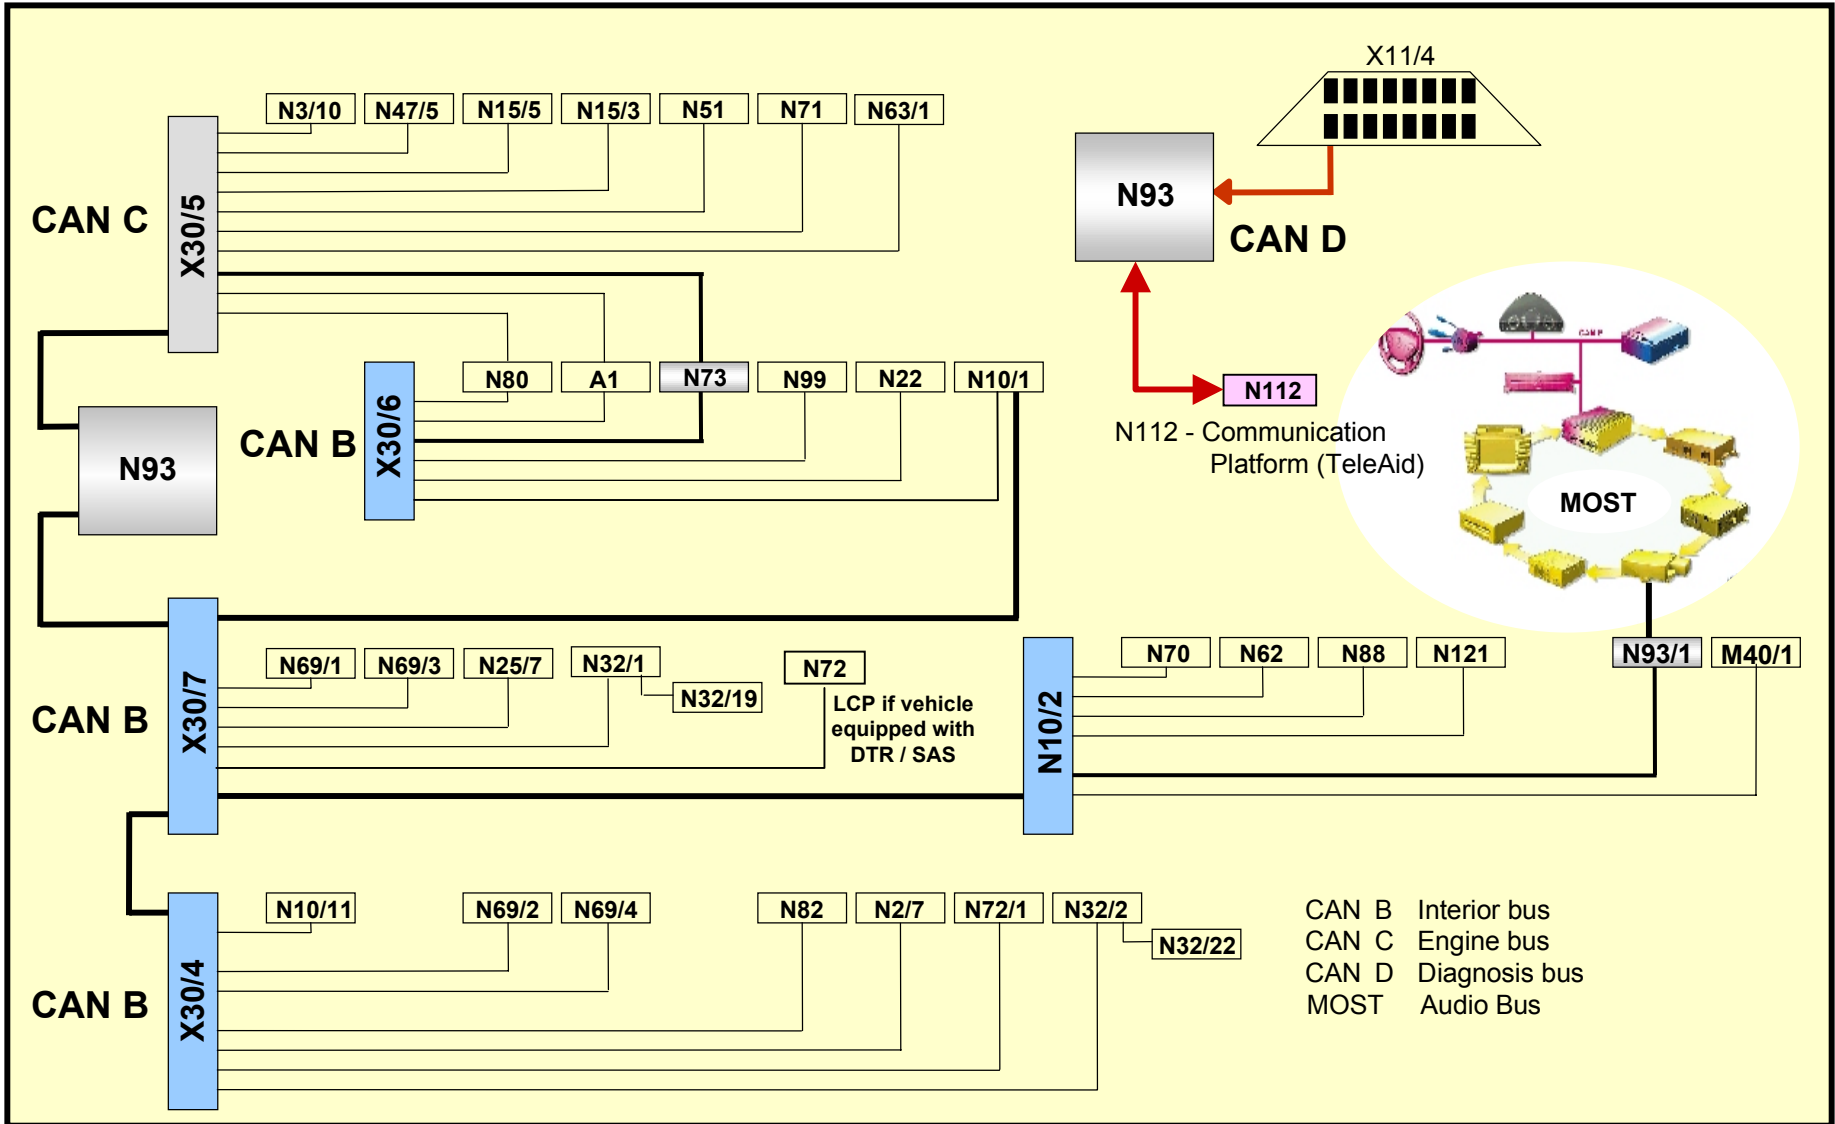 X11/4
N3/10 N47/5 N15/5 N15/3 N51 N71 N63/1
CAN C
X30/5
N93
CAN D
N80 A1 N73 N99 N22 N10/1
CAN B
X30/6
N112
N112 - Communication
Platform (TeleAid)
N93
MOST
N69/1 N69/3 N25/7 N32/1 N72
N32/19
LCP if vehicle
equipped with
DTR / SAS
CAN B
X30/7
N70 N62 N88 N121 N93/1 M40/1
N10/2
N10/11 N69/2 N69/4 N82 N2/7 N72/1 N32/2
N32/22
CAN B
X30/4
CAN B Interior bus
CAN C Engine bus
CAN D Diagnosis bus
MOST Audio Bus